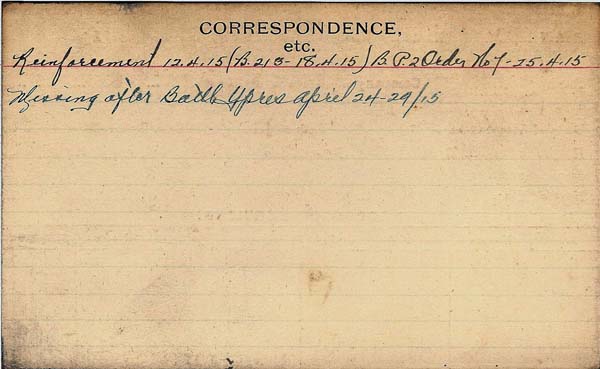 CORRESPONDENCE,
etc.
Reinforcement 12.4.15 (B.213-18.4.15) B.P.2 Order No 7-25.4.15
Missing after Battle Ypres April 24-29/15